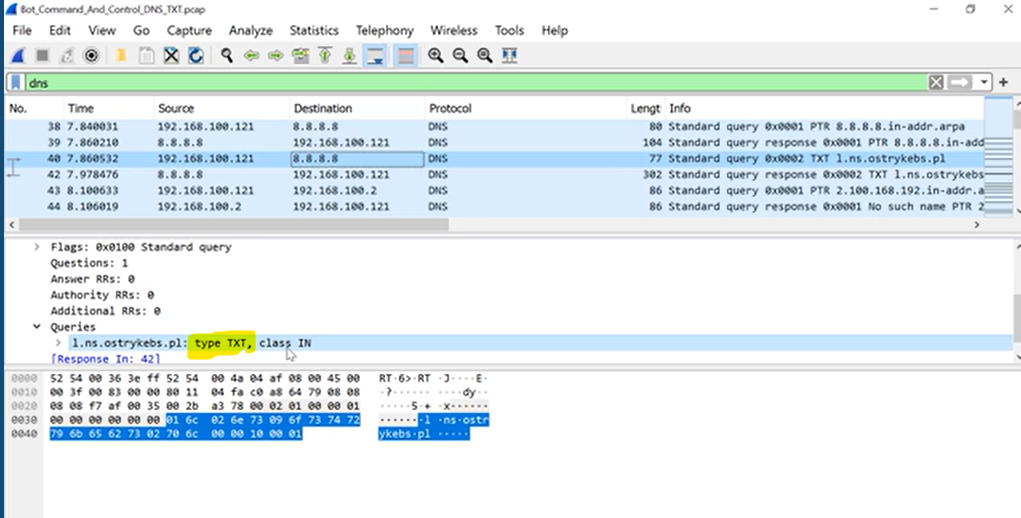 Bot_Command_And_Control_DNS_TXT.pcap
File Edit View Go Capture Analyze Statistics Telephony Wireless Tools Help
dns
No. Time Source Destination Protocol Lengt Info
38 7.840031 192.168.100.121 8.8.8.8 DNS 80 Standard query 0x0001 PTR 8.8.8.8.in-addr.arpa
39 7.860210 8.8.8.8 192.168.100.121 DNS 104 Standard query response 0x0001 PTR 8.8.8.8.in-add
40 7.860532 192.168.100.121 8.8.8.8 DNS 77 Standard query 0x0002 TXT l.ns.ostrykebs.pl
42 7.978476 8.8.8.8 192.168.100.121 DNS 302 Standard query response 0x0002 TXT l.ns.ostrykebs
43 8.100633 192.168.100.121 192.168.100.2 DNS 86 Standard query 0x0001 PTR 2.100.168.192.in-addr.a
44 8.106019 192.168.100.2 192.168.100.121 DNS 86 Standard query response 0x0001 No such name PTR 2
Flags: 0x0100 Standard query
Questions: 1
Answer RRs: 0
Authority RRs: 0
Additional RRs: 0
Queries
l.ns.ostrykebs.pl: type TXT, class IN
[Response In: 42]
0000 52 54 00 36 3e ff 52 54 00 4a 04 af 08 00 45 00 RT·6>·RT ·J····E·
0010 00 3f 00 83 00 00 80 11 04 fa c0 a8 64 79 08 08 ·?······ ····dy··
0020 08 08 f7 af 00 35 00 2b a3 78 00 02 01 00 00 01 ·····5·+ ·x······
0030 00 00 00 00 00 00 01 6c 02 6e 73 09 6f 73 74 72 ·······l ·ns·ostr
0040 79 6b 65 62 73 02 70 6c 00 00 10 00 01 ykebs·pl ·····